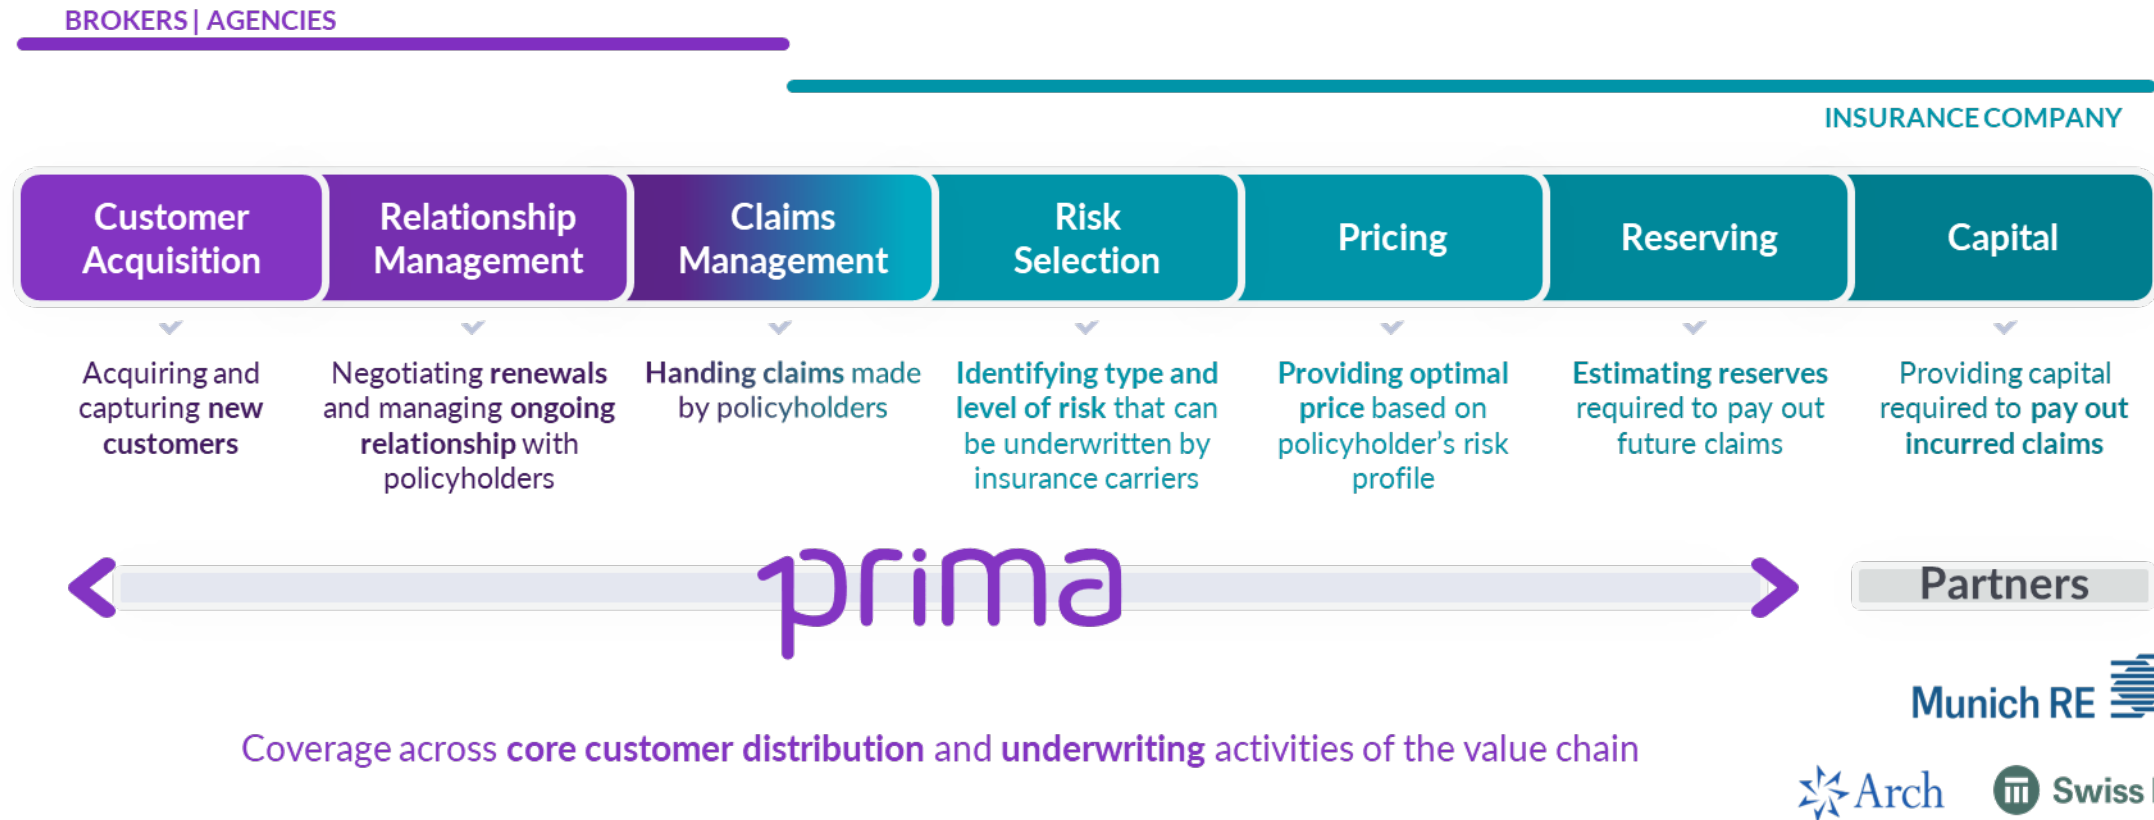 BROKERS | AGENCIES
INSURANCE COMPANY
Customer
Acquisition
Relationship
Management
Claims
Management
Risk
Selection
Pricing
Reserving
Capital
Acquiring and
capturing new
customers
Negotiating renewals
and managing ongoing
relationship with
policyholders
Handing claims made
by policyholders
Identifying type and
level of risk that can
be underwritten by
insurance carriers
Providing optimal
price based on
policyholder's risk
profile
Estimating reserves
required to pay out
future claims
Providing capital
required to pay out
incurred claims
prima
Partners
Munich RE
Coverage across core customer distribution and underwriting activities of the value chain
Arch
Swiss